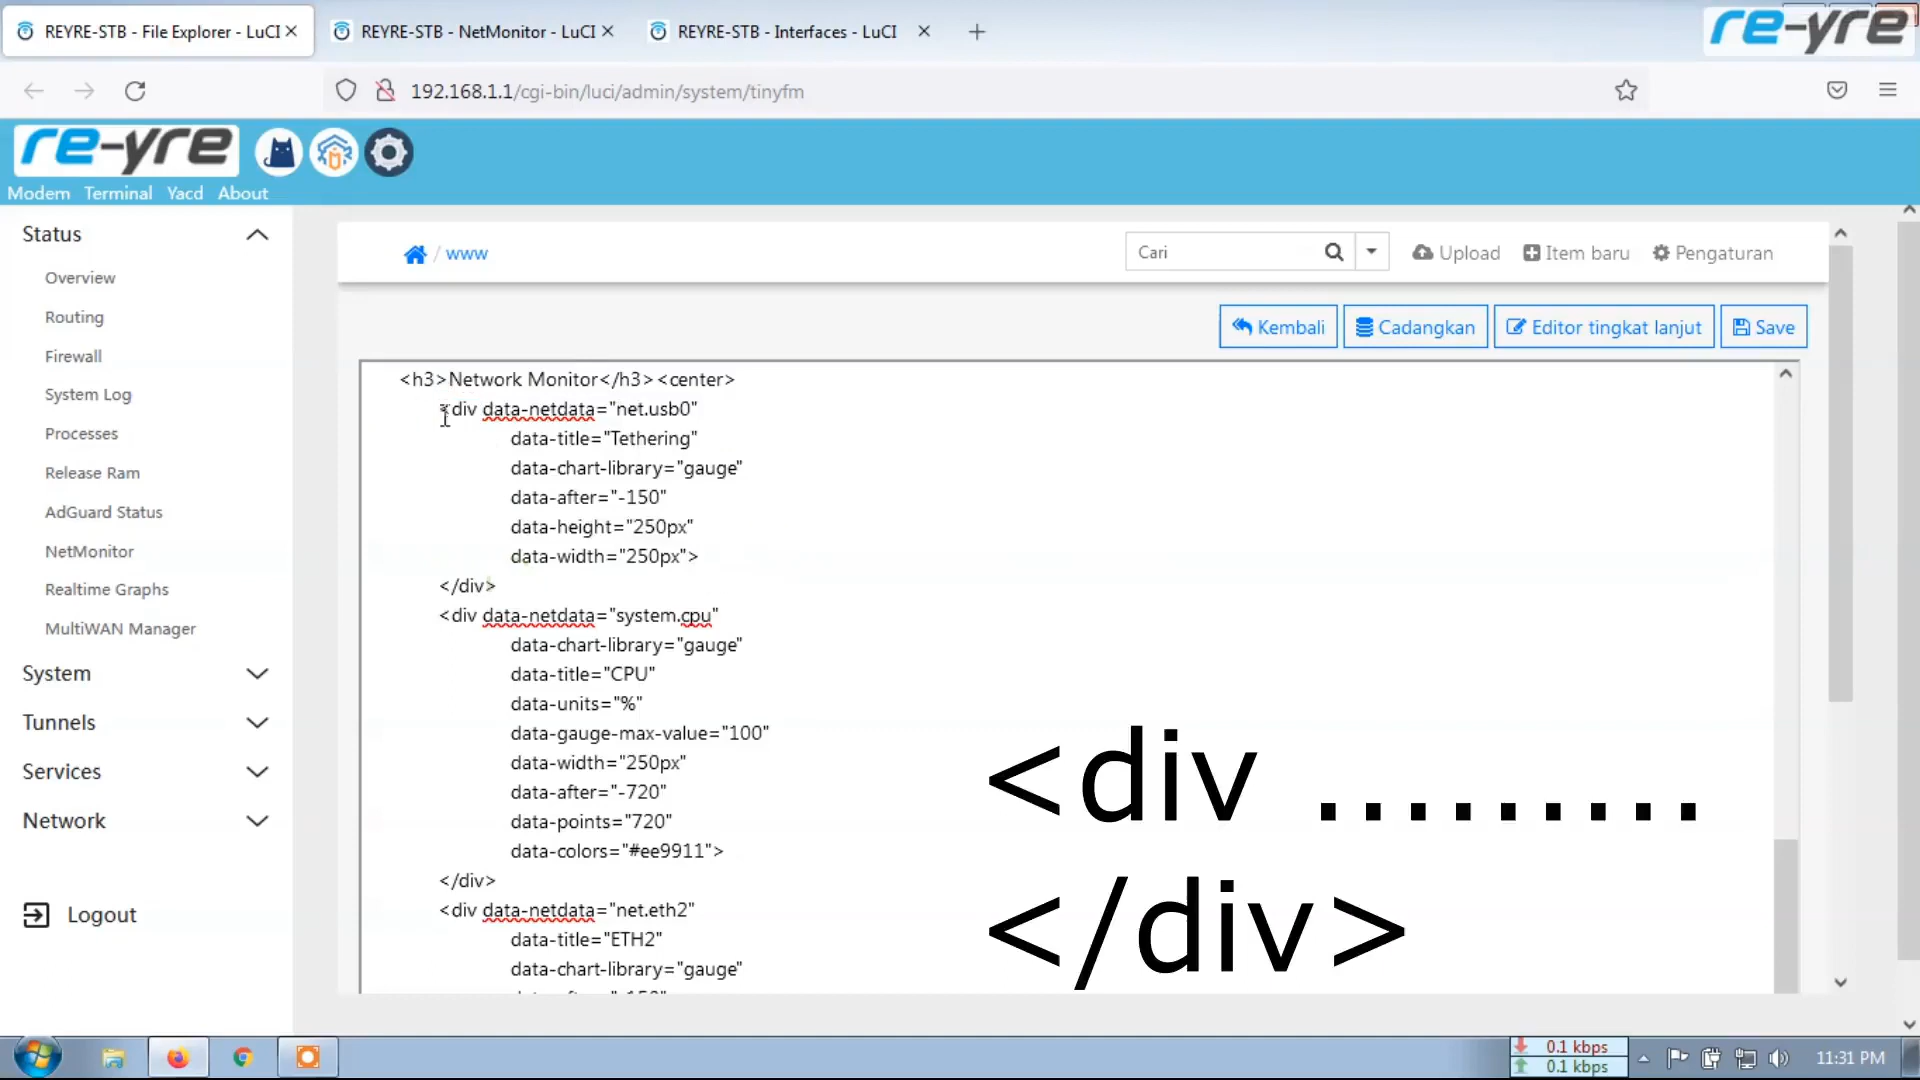 REYRE-STB - File Explorer - LuCI
REYRE-STB - NetMonitor - LuCI
REYRE-STB - Interfaces - LuCI
re-yre
192.168.1.1/cgi-bin/luci/admin/system/tinyfm
re-yre
Modem Terminal Yacd About
Status
Overview
Routing
Firewall
System Log
Processes
Release Ram
AdGuard Status
NetMonitor
Realtime Graphs
MultiWAN Manager
System
Tunnels
Services
Network
Logout
/ www
Cari
Upload
Item baru
Pengaturan
Kembali
Cadangkan
Editor tingkat lanjut
Save
<h3>Network Monitor</h3><center>
<div data-netdata="net.usb0"
data-title="Tethering"
data-chart-library="gauge"
data-after="-150"
data-height="250px"
data-width="250px">
</div>
<div data-netdata="system.cpu"
data-chart-library="gauge"
data-title="CPU"
data-units="%"
data-gauge-max-value="100"
data-width="250px"
data-after="-720"
data-points="720"
data-colors="#ee9911">
</div>
<div data-netdata="net.eth2"
data-title="ETH2"
data-chart-library="gauge"
<div .........
</div>
0.1 kbps
0.1 kbps
11:31 PM